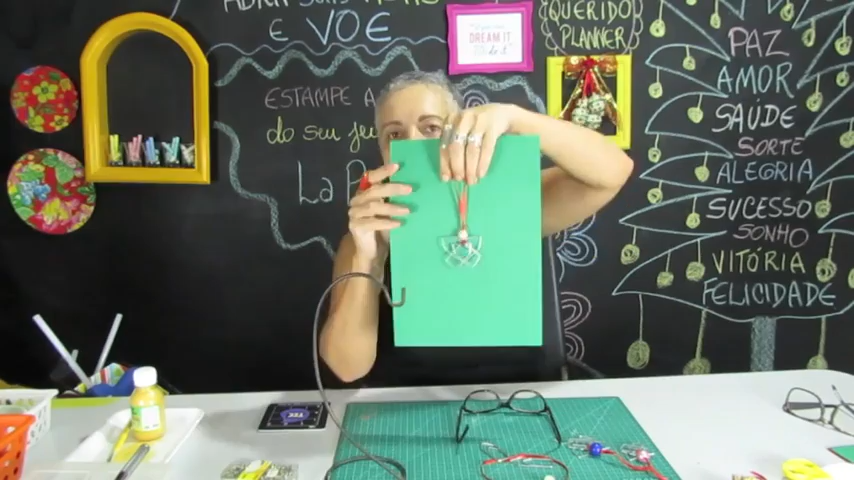 E VOE
DREAM IT
Do it
QUERIDO
PLANNER
ESTAMPE A
do seu je
La P
PAZ
AMOR
SAÚDE
SORTE
ALEGRIA
SUCESSO
SONHO
VITÓRIA
FELICIDADE